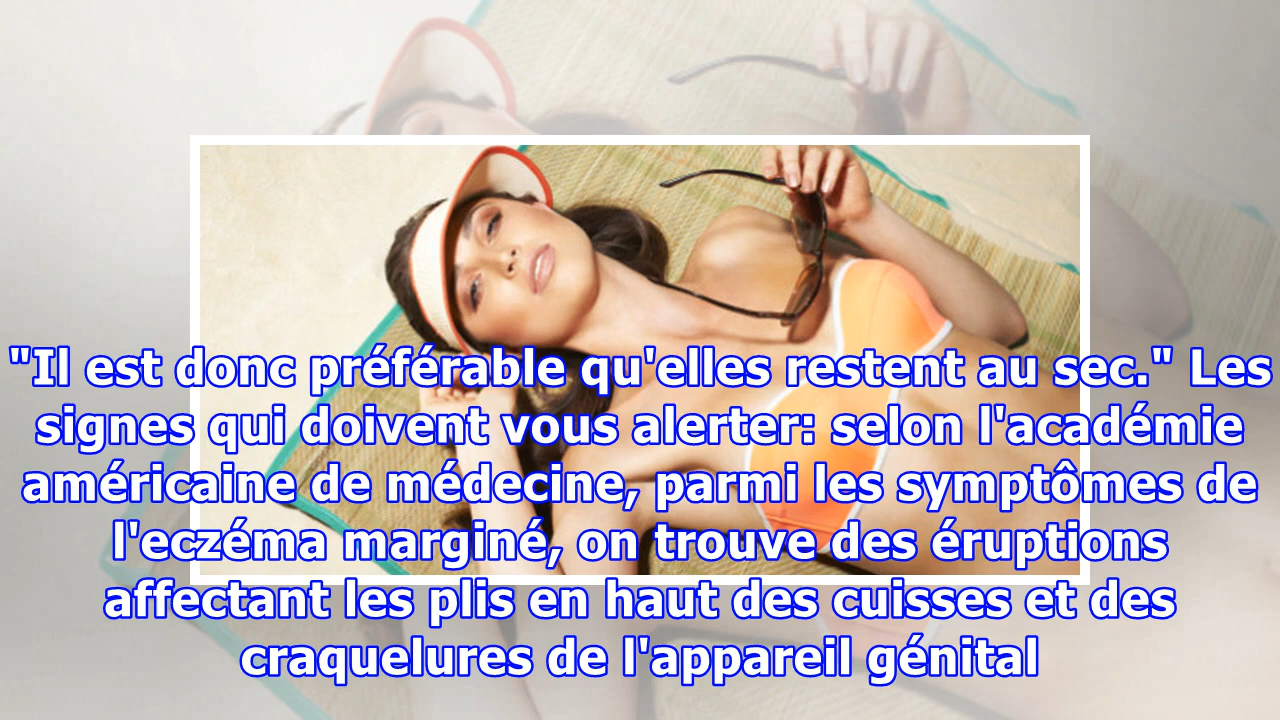 "Il est donc préférable qu'elles restent au sec." Les
signes qui doivent vous alerter: selon l'académie
américaine de médecine, parmi les symptômes de
l'eczéma marginé, on trouve des éruptions
affectant les plis en haut des cuisses et des
craquelures de l'appareil génital